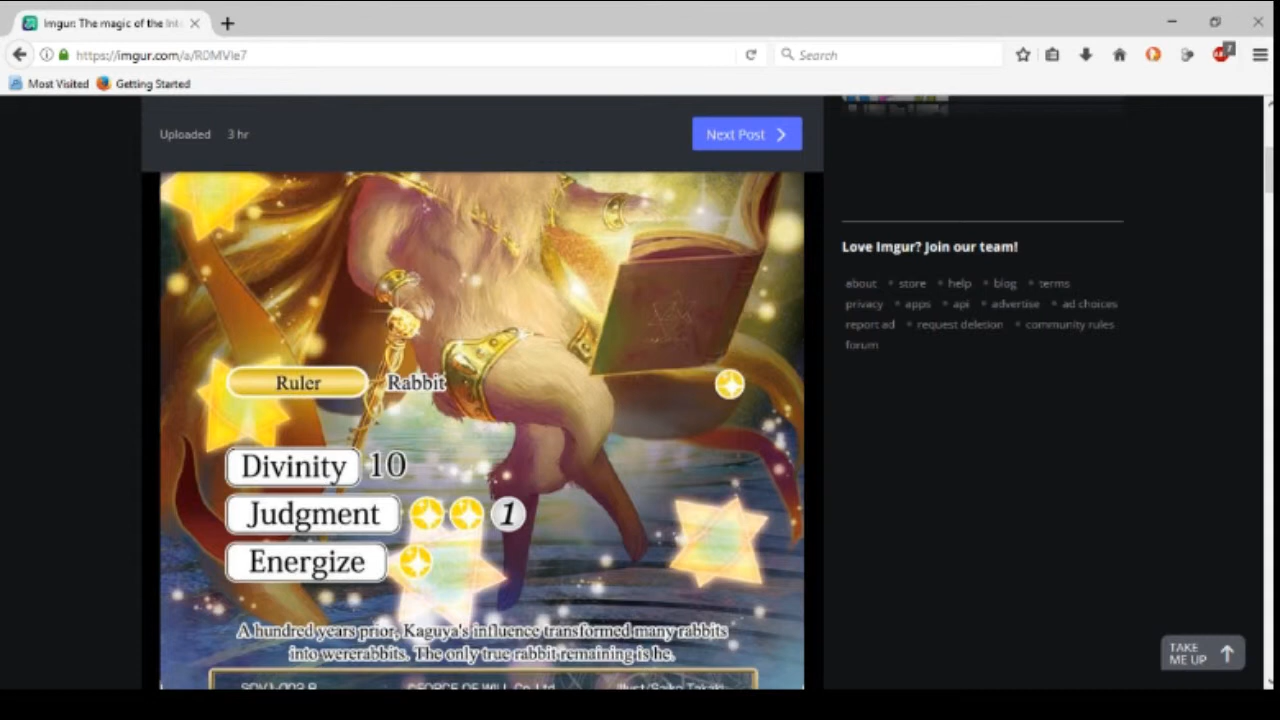 Imgur: The magic of the Int
https://imgur.com/a/RDMVIe7
Search
7
Most Visited
Getting Started
Uploaded 3 hr
Next Post
Love Imgur? Join our team!
about • store • help • blog • terms
privacy • apps • api • advertise • ad choices
report ad • request deletion • community rules
forum
Ruler Rabbit
Divinity 10
Judgment 1
Energize
A hundred years prior, Kaguya's influence transformed many rabbits
into wererabbits. The only true rabbit remaining is he.
TAKE
ME UP